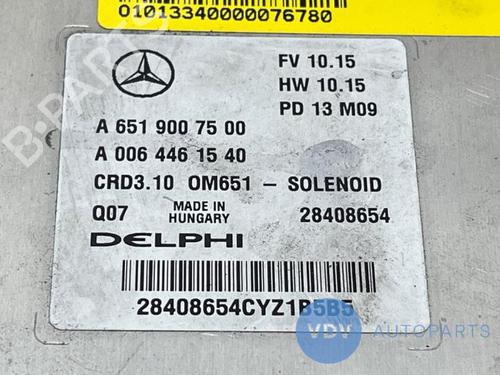 01013340000076780
FV 10.15
HW 10.15
PD 13 M09
A 651 900 75 00
A 006 446 15 40
CRD3.10 OM651 - SOLENOID
Q07 MADE IN HUNGARY 28408654
DELPHI
28408654CYZ1B5B5
VDV AUTOPARTS
B-PARTS